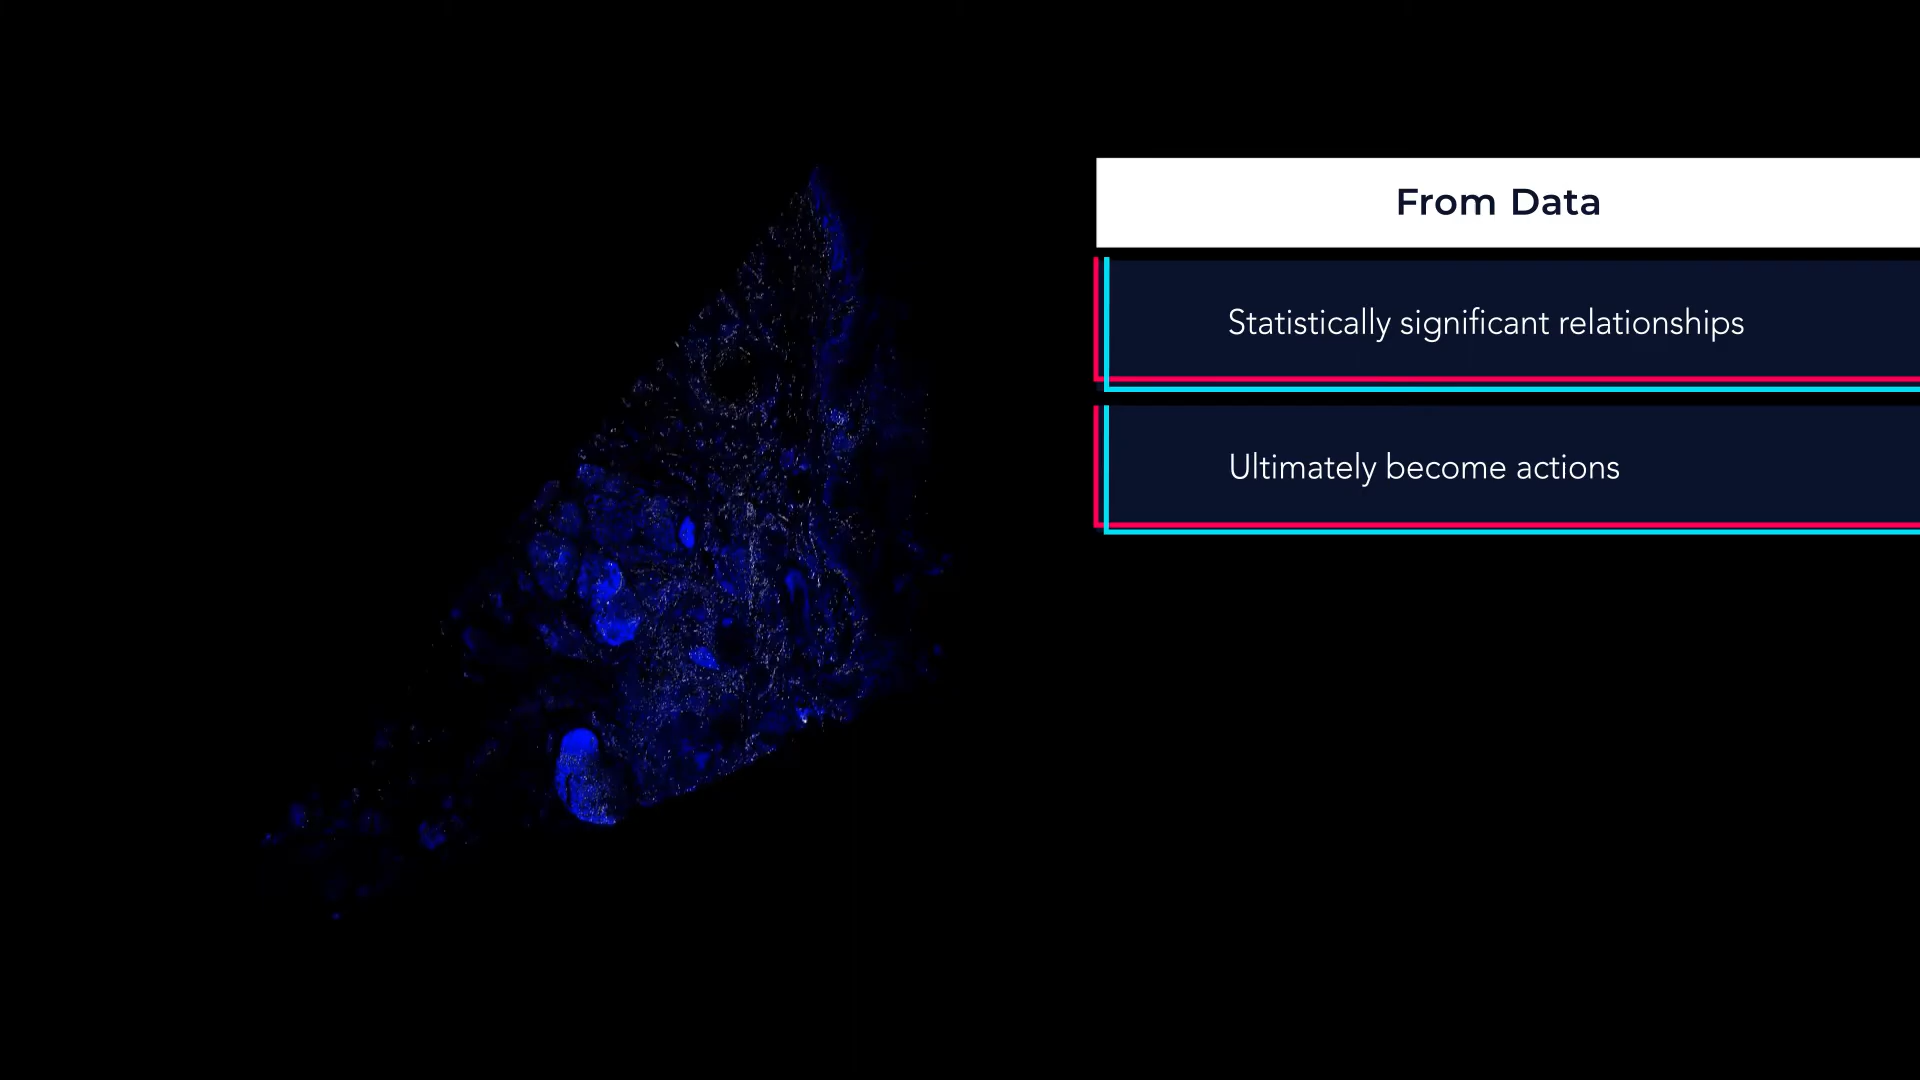 From Data
Statistically significant relationships
Ultimately become actions